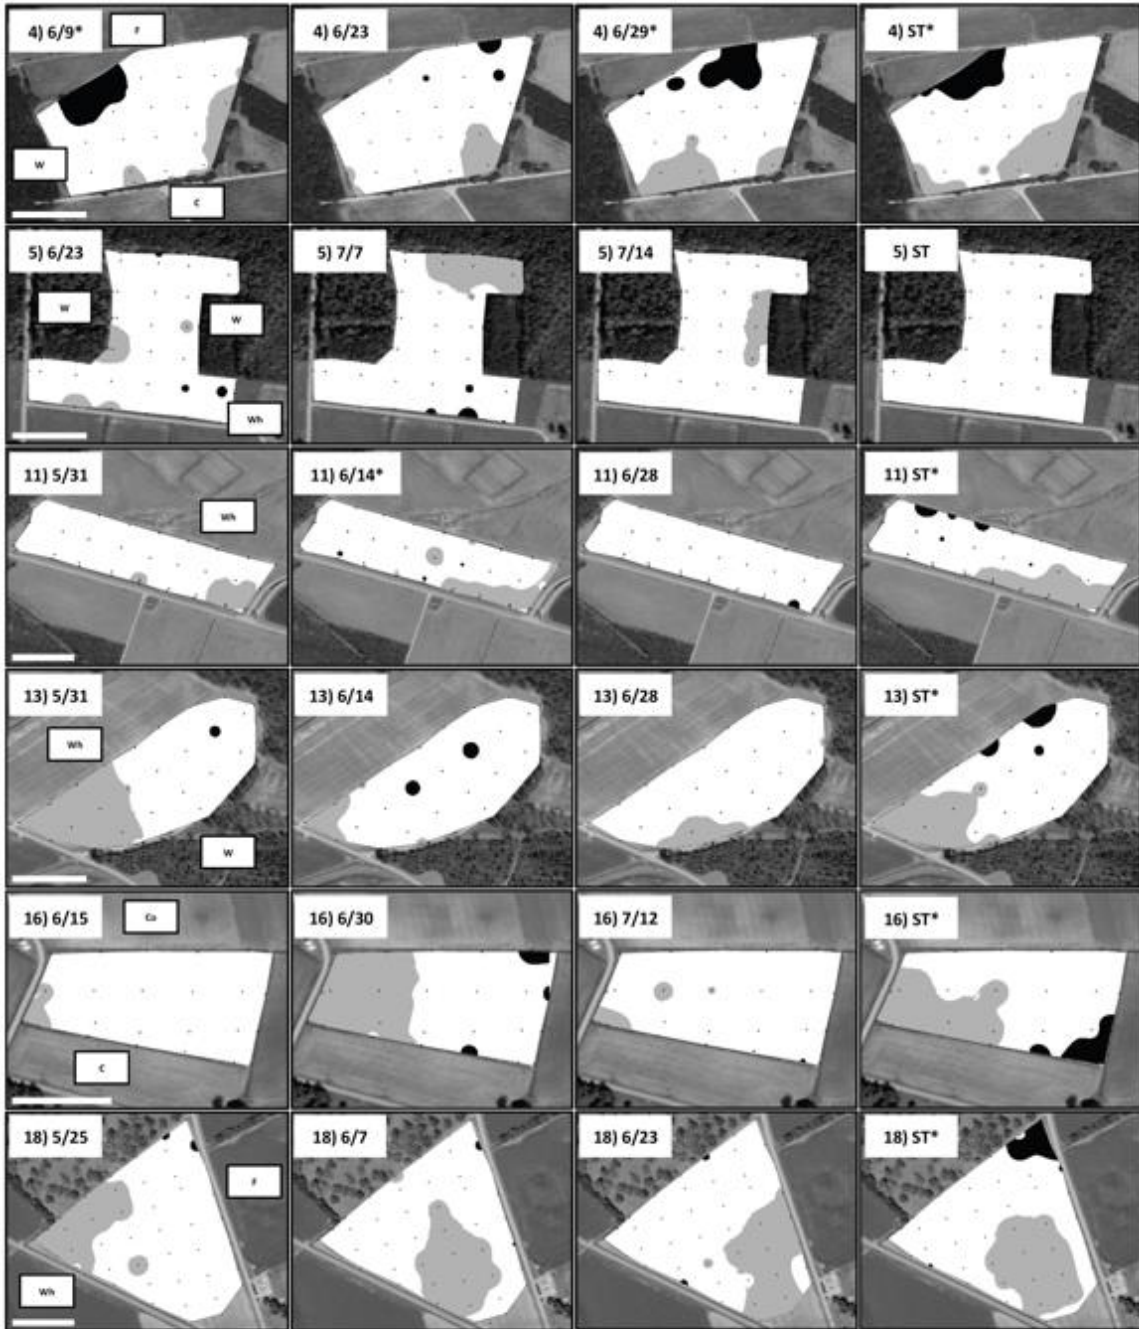 4) 6/9*
F
4) 6/23
4) 6/29*
4) ST*
W
C
5) 6/23
5) 7/7
5) 7/14
5) ST
W
W
Wh
11) 5/31
11) 6/14*
11) 6/28
11) ST*
Wh
13) 5/31
13) 6/14
13) 6/28
13) ST*
Wh
W
16) 6/15
Co
16) 6/30
16) 7/12
16) ST*
C
18) 5/25
18) 6/7
18) 6/23
18) ST*
F
Wh